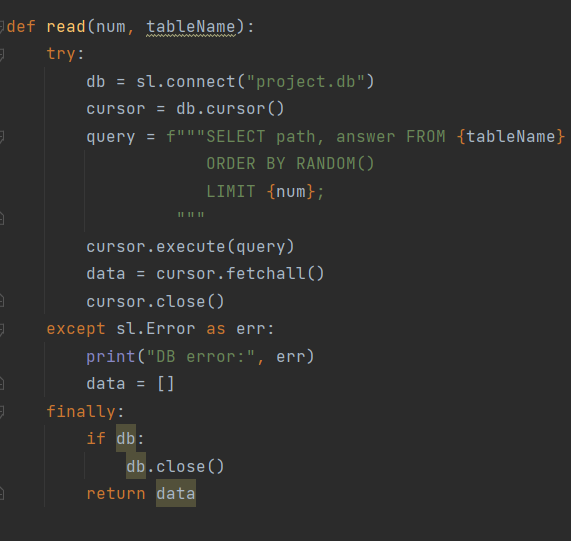 def read(num, tableName):
    try:
        db = sl.connect("project.db")
        cursor = db.cursor()
        query = f"""SELECT path, answer FROM {tableName}
                    ORDER BY RANDOM()
                    LIMIT {num};
                 """
        cursor.execute(query)
        data = cursor.fetchall()
        cursor.close()
    except sl.Error as err:
        print("DB error:", err)
        data = []
    finally:
        if db:
            db.close()
        return data